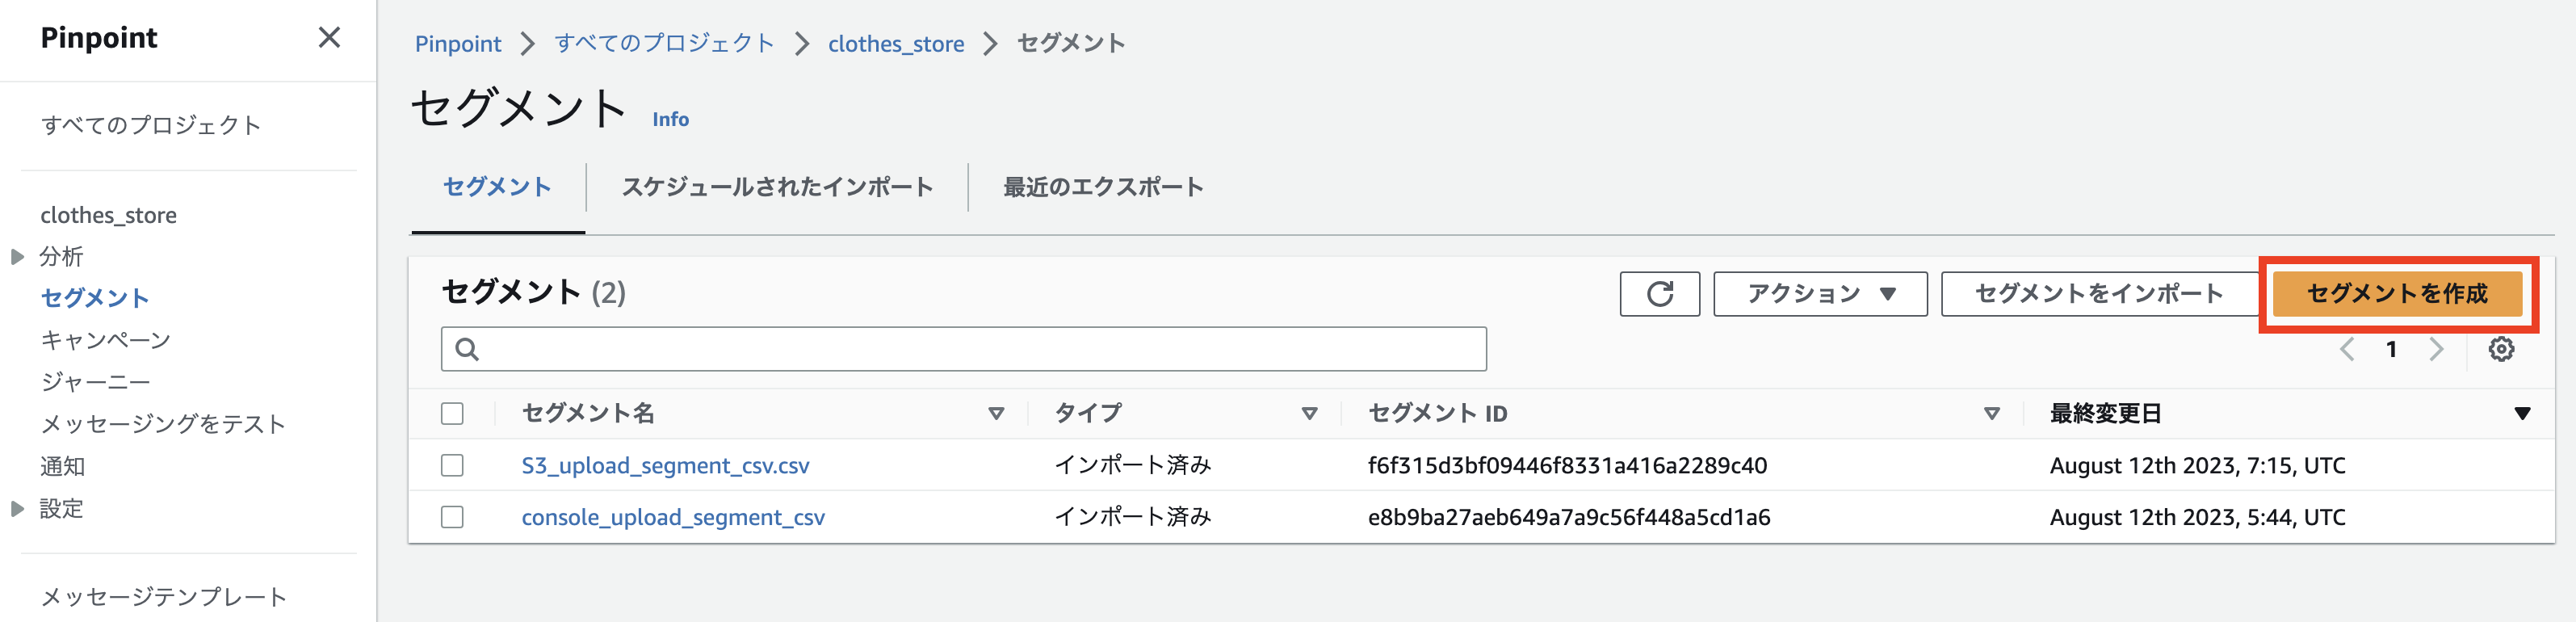 Pinpoint
すべてのプロジェクト
clothes_store
分析
セグメント
キャンペーン
ジャーニー
メッセージングをテスト
通知
設定
メッセージテンプレート
Pinpoint > すべてのプロジェクト > clothes_store > セグメント
セグメント Info
セグメント スケジュールされたインポート 最近のエクスポート
セグメント (2) アクション セグメントをインポート セグメントを作成
1
セグメント名 タイプ セグメント ID 最終変更日
S3_upload_segment_csv.csv インポート済み f6f315d3bf09446f8331a416a2289c40 August 12th 2023, 7:15, UTC
console_upload_segment_csv インポート済み e8b9ba27aeb649a7a9c56f448a5cd1a6 August 12th 2023, 5:44, UTC